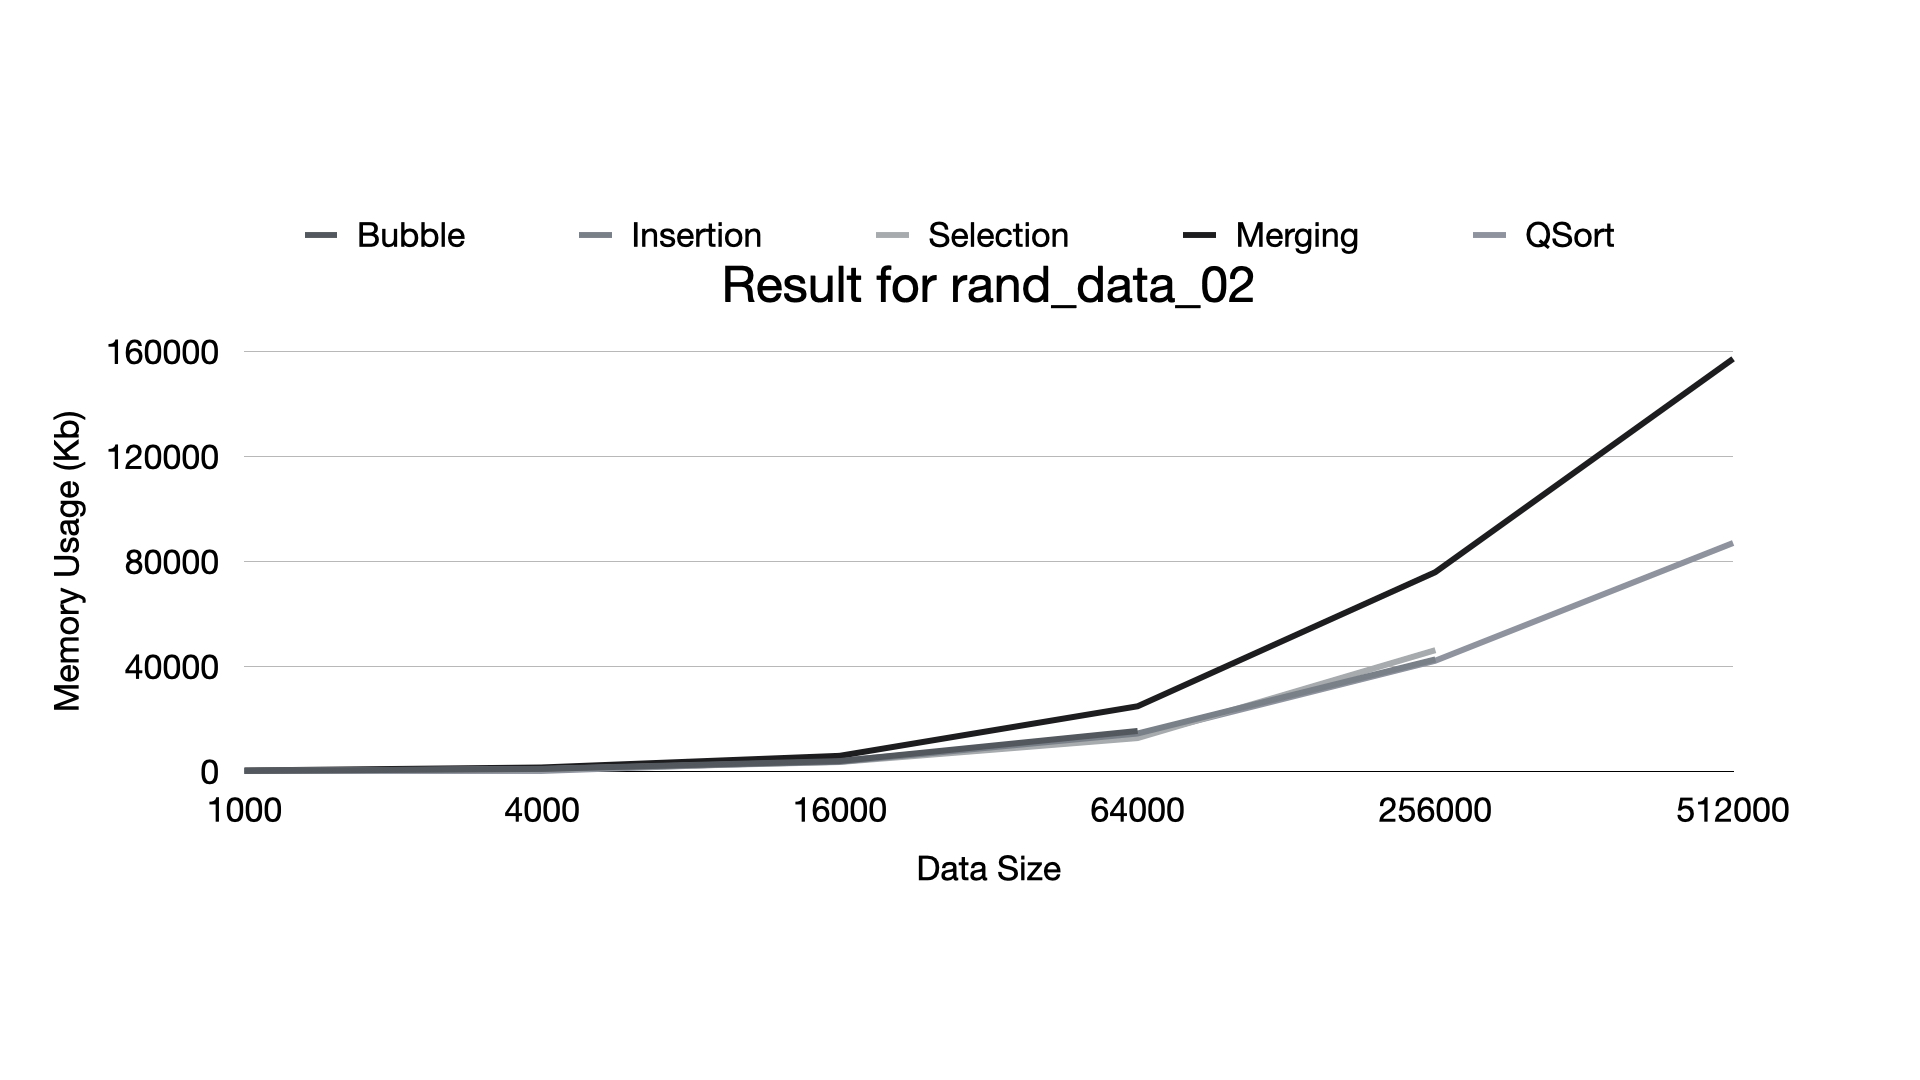 Bubble Insertion Selection Merging QSort
Result for rand_data_02
Memory Usage (Kb)
160000
120000
80000
40000
0
1000 4000 16000 64000 256000 512000
Data Size